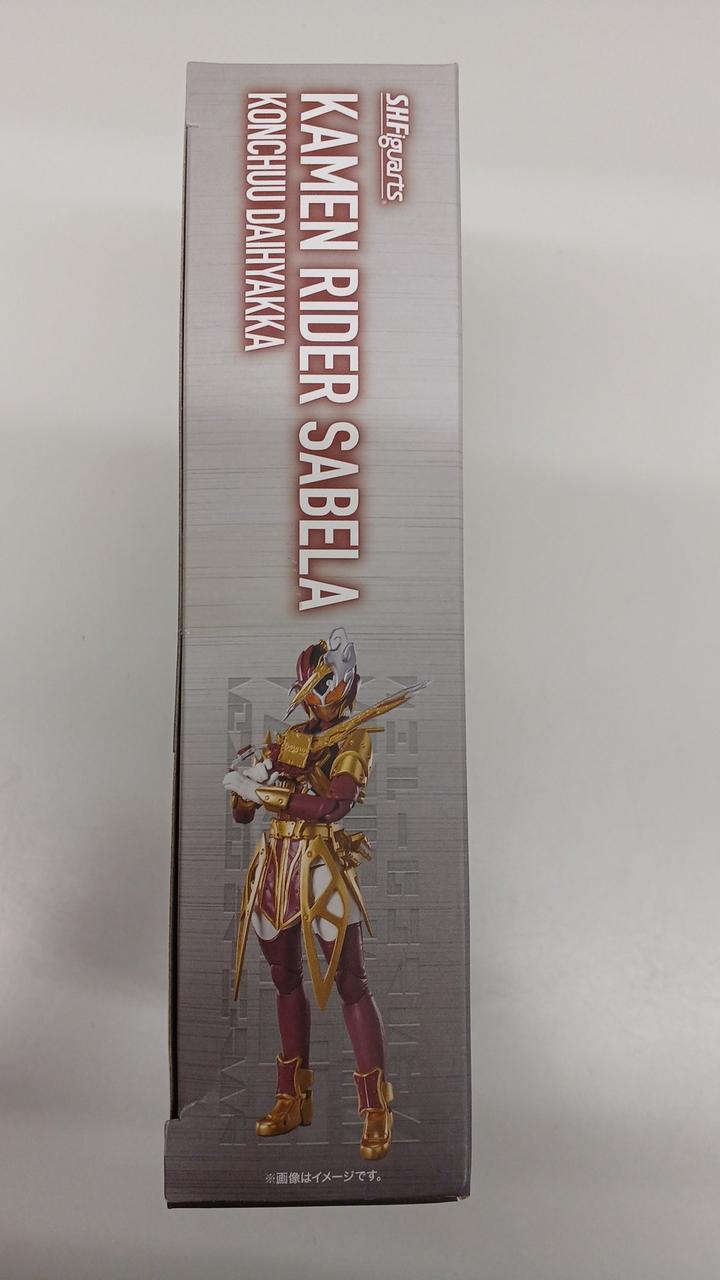 S.H.Figuarts
KAMEN RIDER SABELA
KONCHUU DAIHYAKKA
※画像はイメージです。